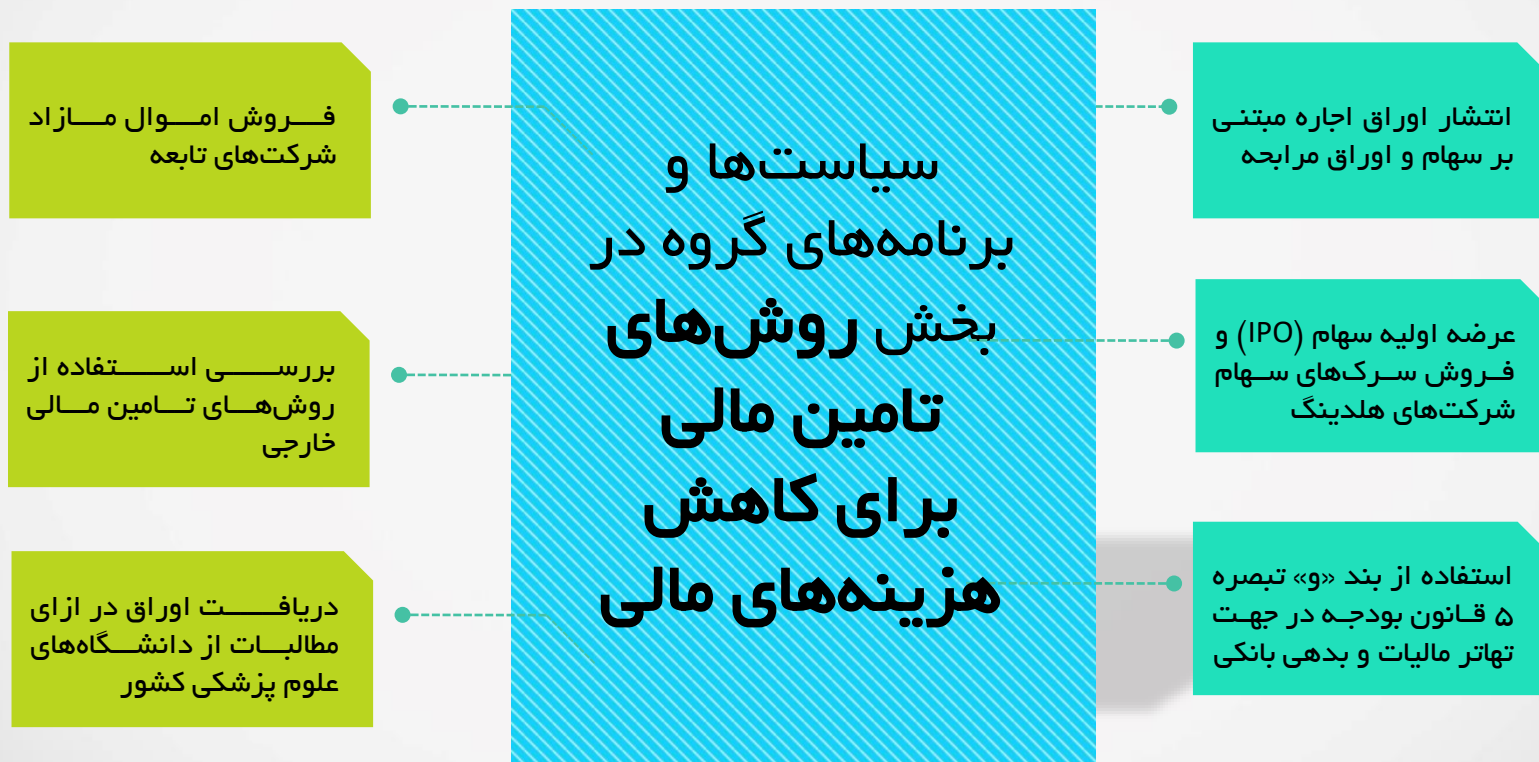 سیاست‌ها و
برنامه‌های گروه در
بخش روش‌های
تامین مالی
برای کاهش
هزینه‌های مالی
انتشار اوراق اجاره مبتنی
بر سهام و اوراق مرابحه
عرضه اولیه سهام (IPO) و
فروش سرک‌های سهام
شرکت‌های هلدینگ
استفاده از بند «و» تبصره
۵ قانون بودجه در جهت
تهاتر مالیات و بدهی بانکی
فروش اموال مازاد
شرکت‌های تابعه
بررسی استفاده از
روش‌های تامین مالی
خارجی
دریافت اوراق در ازای
مطالبات از دانشگاه‌های
علوم پزشکی کشور